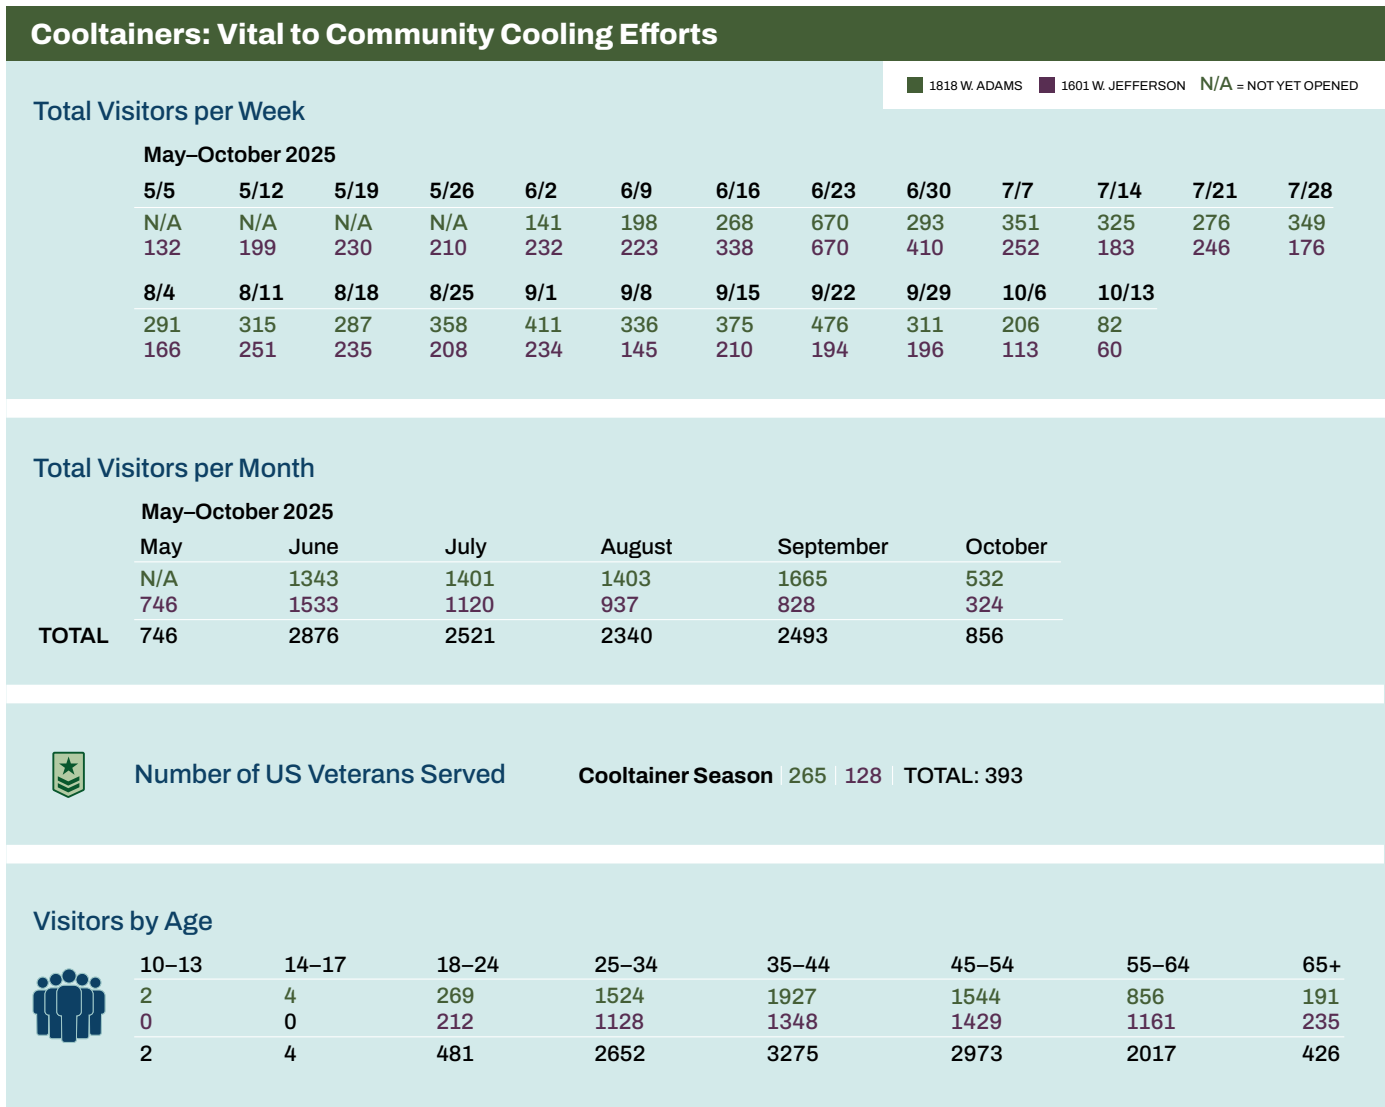 Cooltainers: Vital to Community Cooling Efforts
1818 W. ADAMS 1601 W. JEFFERSON N/A = NOT YET OPENED
Total Visitors per Week
May–October 2025
5/5 5/12 5/19 5/26 6/2 6/9 6/16 6/23 6/30 7/7 7/14 7/21 7/28
N/A N/A N/A N/A 141 198 268 670 293 351 325 276 349
132 199 230 210 232 223 338 670 410 252 183 246 176
8/4 8/11 8/18 8/25 9/1 9/8 9/15 9/22 9/29 10/6 10/13
291 315 287 358 411 336 375 476 311 206 82
166 251 235 208 234 145 210 194 196 113 60
Total Visitors per Month
May–October 2025
May June July August September October
N/A 1343 1401 1403 1665 532
746 1533 1120 937 828 324
TOTAL 746 2876 2521 2340 2493 856
Number of US Veterans Served Cooltainer Season 265 128 TOTAL: 393
Visitors by Age
10–13 14–17 18–24 25–34 35–44 45–54 55–64 65+
2 4 269 1524 1927 1544 856 191
0 0 212 1128 1348 1429 1161 235
2 4 481 2652 3275 2973 2017 426